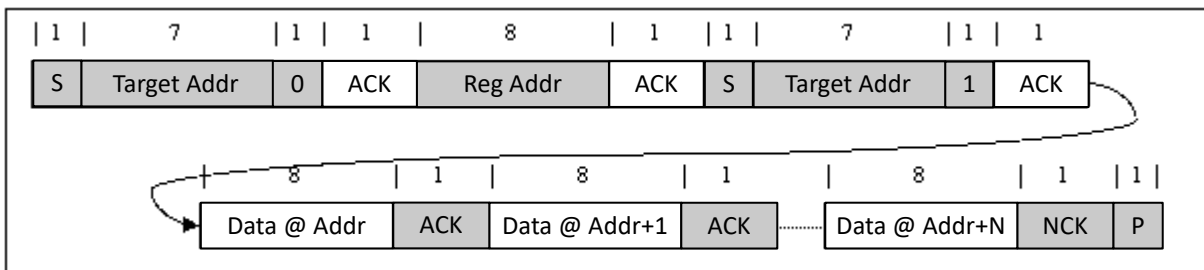 | 1 | 7 | 1 | 1 | 8 | 1 | 1 | 7 | 1 | 1
S Target Addr 0 ACK Reg Addr ACK S Target Addr 1 ACK
| 8 | 1 | 8 | 1 | 8 | 1 | 1 |
Data @ Addr ACK Data @ Addr+1 ACK Data @ Addr+N NCK P